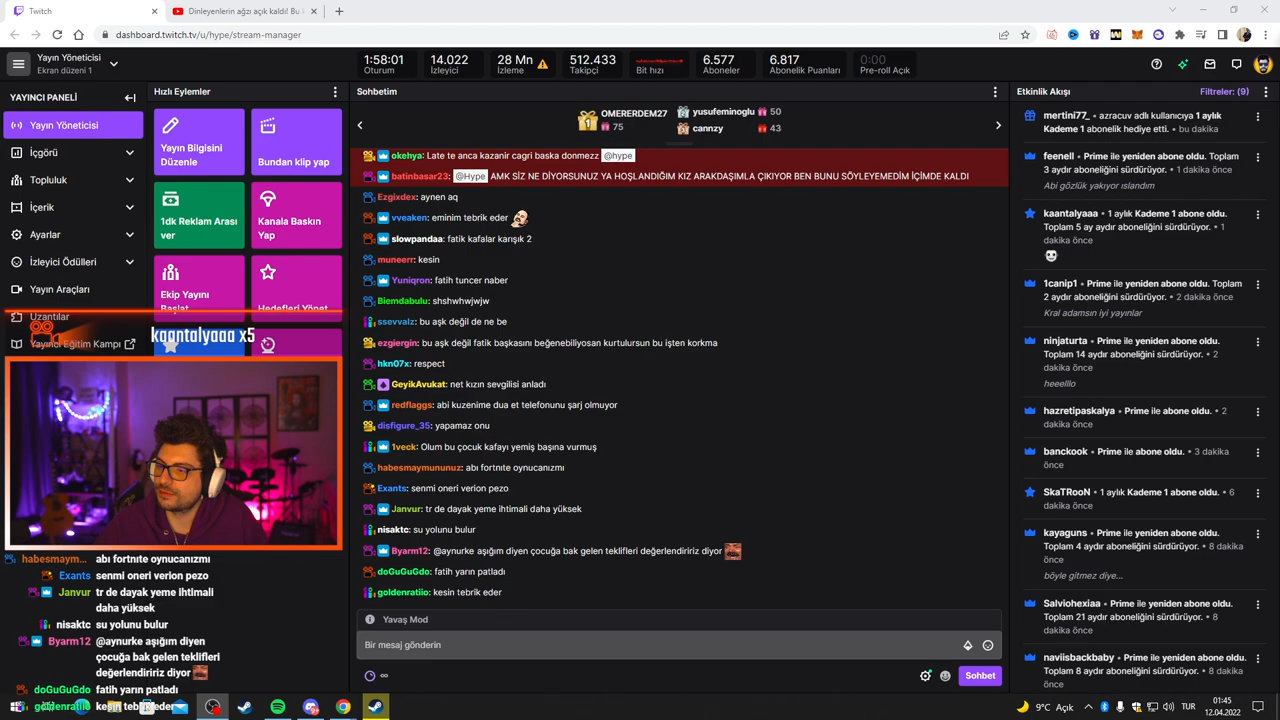 Twitch
Dinleyenlerin ağzı açık kaldı! Bu
dashboard.twitch.tv/u/hype/stream-manager
Yayın Yöneticisi
Ekran düzeni 1
1:58:01
Oturum
14.022
İzleyici
28 Mn
İzleme
512.433
Takipçi
Bit hızı
6.577
Aboneler
6.817
Abonelik Puanları
0:00
Pre-roll Açık
YAYINCI PANELİ
Yayın Yöneticisi
İçgörü
Topluluk
İçerik
Ayarlar
İzleyici Ödülleri
Yayın Araçları
Uzantılar
Yayıncı Eğitim Kampı
Hızlı Eylemler
Yayın Bilgisini
Düzenle
Bundan klip yap
1dk Reklam Arası
ver
Kanala Baskın
Yap
Ekip Yayını
Başlat
Hedefleri Yönet
kaantalyaaa x5
habesmaym... abı fortnıte oynucanızmı
Exants senmi oneri verion pezo
Janvur tr de dayak yeme ihtimali
daha yüksek
nisaktc su yolunu bulur
Byarm12 @aynurke aşığım diyen
çocuğa bak gelen teklifleri
değerlendiririz diyor
doGuGuGdo fatih yarın patladı
goldenratiio kesin tebrik eder
Sohbetim
1
OMERERDEM27
75
yusufeminoglu 50
cannzy 43
okehya: Late te anca kazanir cagri baska donmezz @hype
batinbasar23: @Hype AMK SİZ NE DİYORSUNUZ YA HOŞLANDIĞIM KIZ ARAKDAŞIMLA ÇIKIYOR BEN BUNU SÖYLEYEMEDİM İÇİMDE KALDI
Ezgixdex: aynen aq
vveaken: eminim tebrik eder
slowpandaa: fatik kafalar karışık 2
muneerr: kesin
Yuniqron: fatih tuncer naber
Biemdabulu: shshwhwjwjw
ssevvalz: bu aşk değil de ne be
ezgiergin: bu aşk değil fatik başkasını beğenebiliyosan kurtulursun bu işten korkma
hkn07x: respect
GeyikAvukat: net kızın sevgilisi anladı
redflaggs: abi kuzenime dua et telefonunu şarj olmuyor
disfigure_35: yapamaz onu
1veck: Olum bu çocuk kafayı yemiş başına vurmuş
habesmaymununuz: abı fortnıte oynucanızmı
Exants: senmi oneri verion pezo
Janvur: tr de dayak yeme ihtimali daha yüksek
nisaktc: su yolunu bulur
Byarm12: @aynurke aşığım diyen çocuğa bak gelen teklifleri değerlendiririz diyor
doGuGuGdo: fatih yarın patladı
goldenratiio: kesin tebrik eder
Yavaş Mod
Bir mesaj gönderin
Sohbet
Etkinlik Akışı
Filtreler: (9)
martini77_ • azracuv adlı kullanıcıya 1 aylık
Kademe 1 abonelik hediye etti. • bu dakika
feenell • Prime ile yeniden abone oldu. Toplam
3 aydır aboneliğini sürdürüyor. • 1 dakika önce
Abi gözlük yakıyor ıslandım
kaantalyaaa • 1 aylık Kademe 1 abone oldu.
Toplam 5 ay aydır aboneliğini sürdürüyor. • 1
dakika önce
1canip1 • Prime ile yeniden abone oldu. Toplam
2 aydır aboneliğini sürdürüyor. • 2 dakika önce
Kral adamsın iyi yayınlar
ninjaturta • Prime ile yeniden abone oldu.
Toplam 14 aydır aboneliğini sürdürüyor. • 2
dakika önce
heeelllo
hazretipaskalya • Prime ile abone oldu. • 2
dakika önce
banckook • Prime ile abone oldu. • 3 dakika
önce
SkaTRooN • 1 aylık Kademe 1 abone oldu. • 6
dakika önce
kayaguns • Prime ile yeniden abone oldu.
Toplam 4 aydır aboneliğini sürdürüyor. • 8
dakika önce
böyle gitmez diye...
Salviohexiaa • Prime ile yeniden abone oldu.
Toplam 21 aydır aboneliğini sürdürüyor. • 8
dakika önce
naviisbackbaby • Prime ile yeniden abone oldu.
Toplam 8 aydır aboneliğini sürdürüyor. • 8
dakika önce
9°C Açık
TUR
01:45
12.04.2022